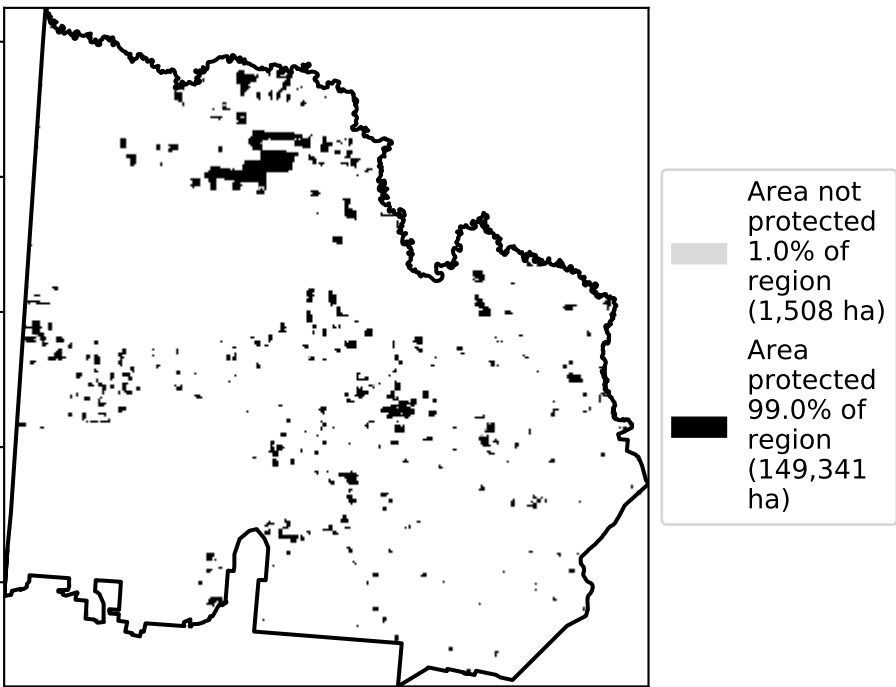 Area not
protected
1.0% of
region
(1,508 ha)
Area
protected
99.0% of
region
(149,341
ha)